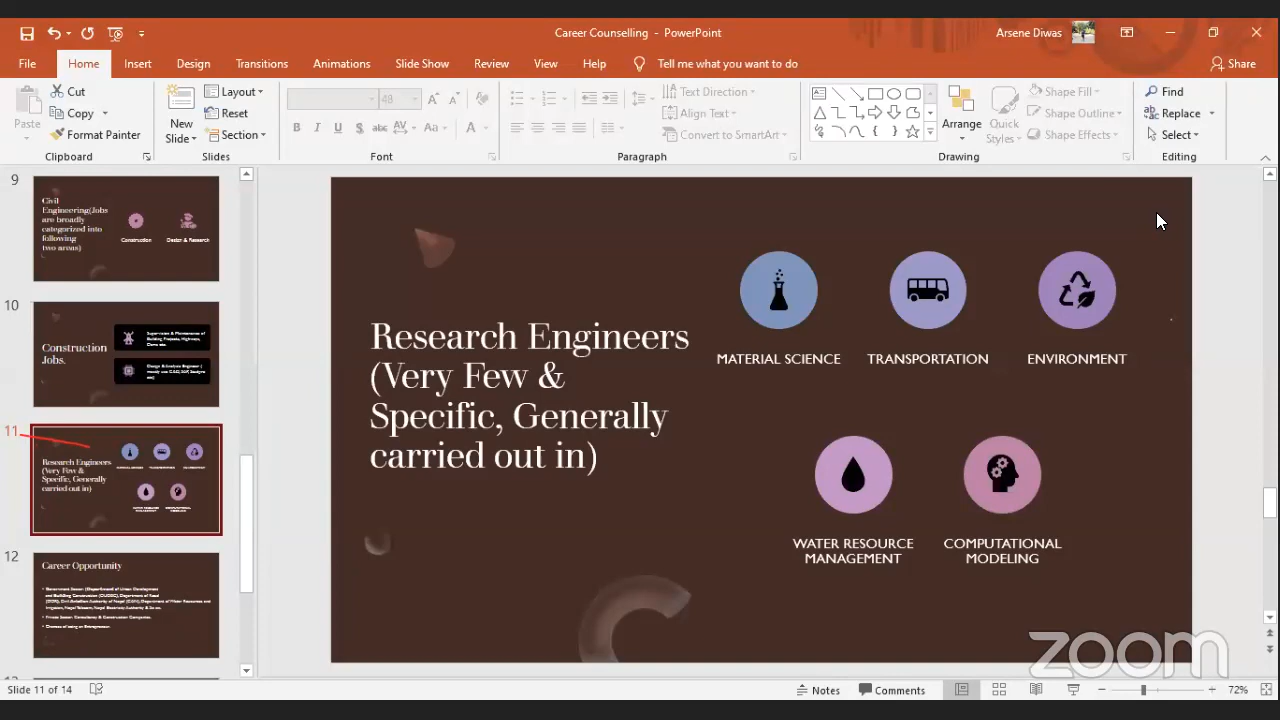 Career Counselling - PowerPoint
Arsene Diwas
File Home Insert Design Transitions Animations Slide Show Review View Help Tell me what you want to do
Share
Paste
Cut
Copy
Format Painter
Clipboard
New Slide
Layout
Reset
Section
Slides
48
B I U S abc AV Aa A
Font
Text Direction
Align Text
Convert to SmartArt
Paragraph
Arrange
Quick Styles
Shape Fill
Shape Outline
Shape Effects
Drawing
Find
Replace
Select
Editing
9
Civil
Engineering(Jobs
are broadly
categorized into
following
two areas)
Construction
10
Construction
Jobs.
11
Research Engineers
(Very Few &
Specific, Generally
carried out in)
12
Career Opportunity
Research Engineers
(Very Few &
Specific, Generally
carried out in)
MATERIAL SCIENCE
TRANSPORTATION
ENVIRONMENT
WATER RESOURCE
MANAGEMENT
COMPUTATIONAL
MODELING
zoom
Slide 11 of 14
Notes
Comments
72%